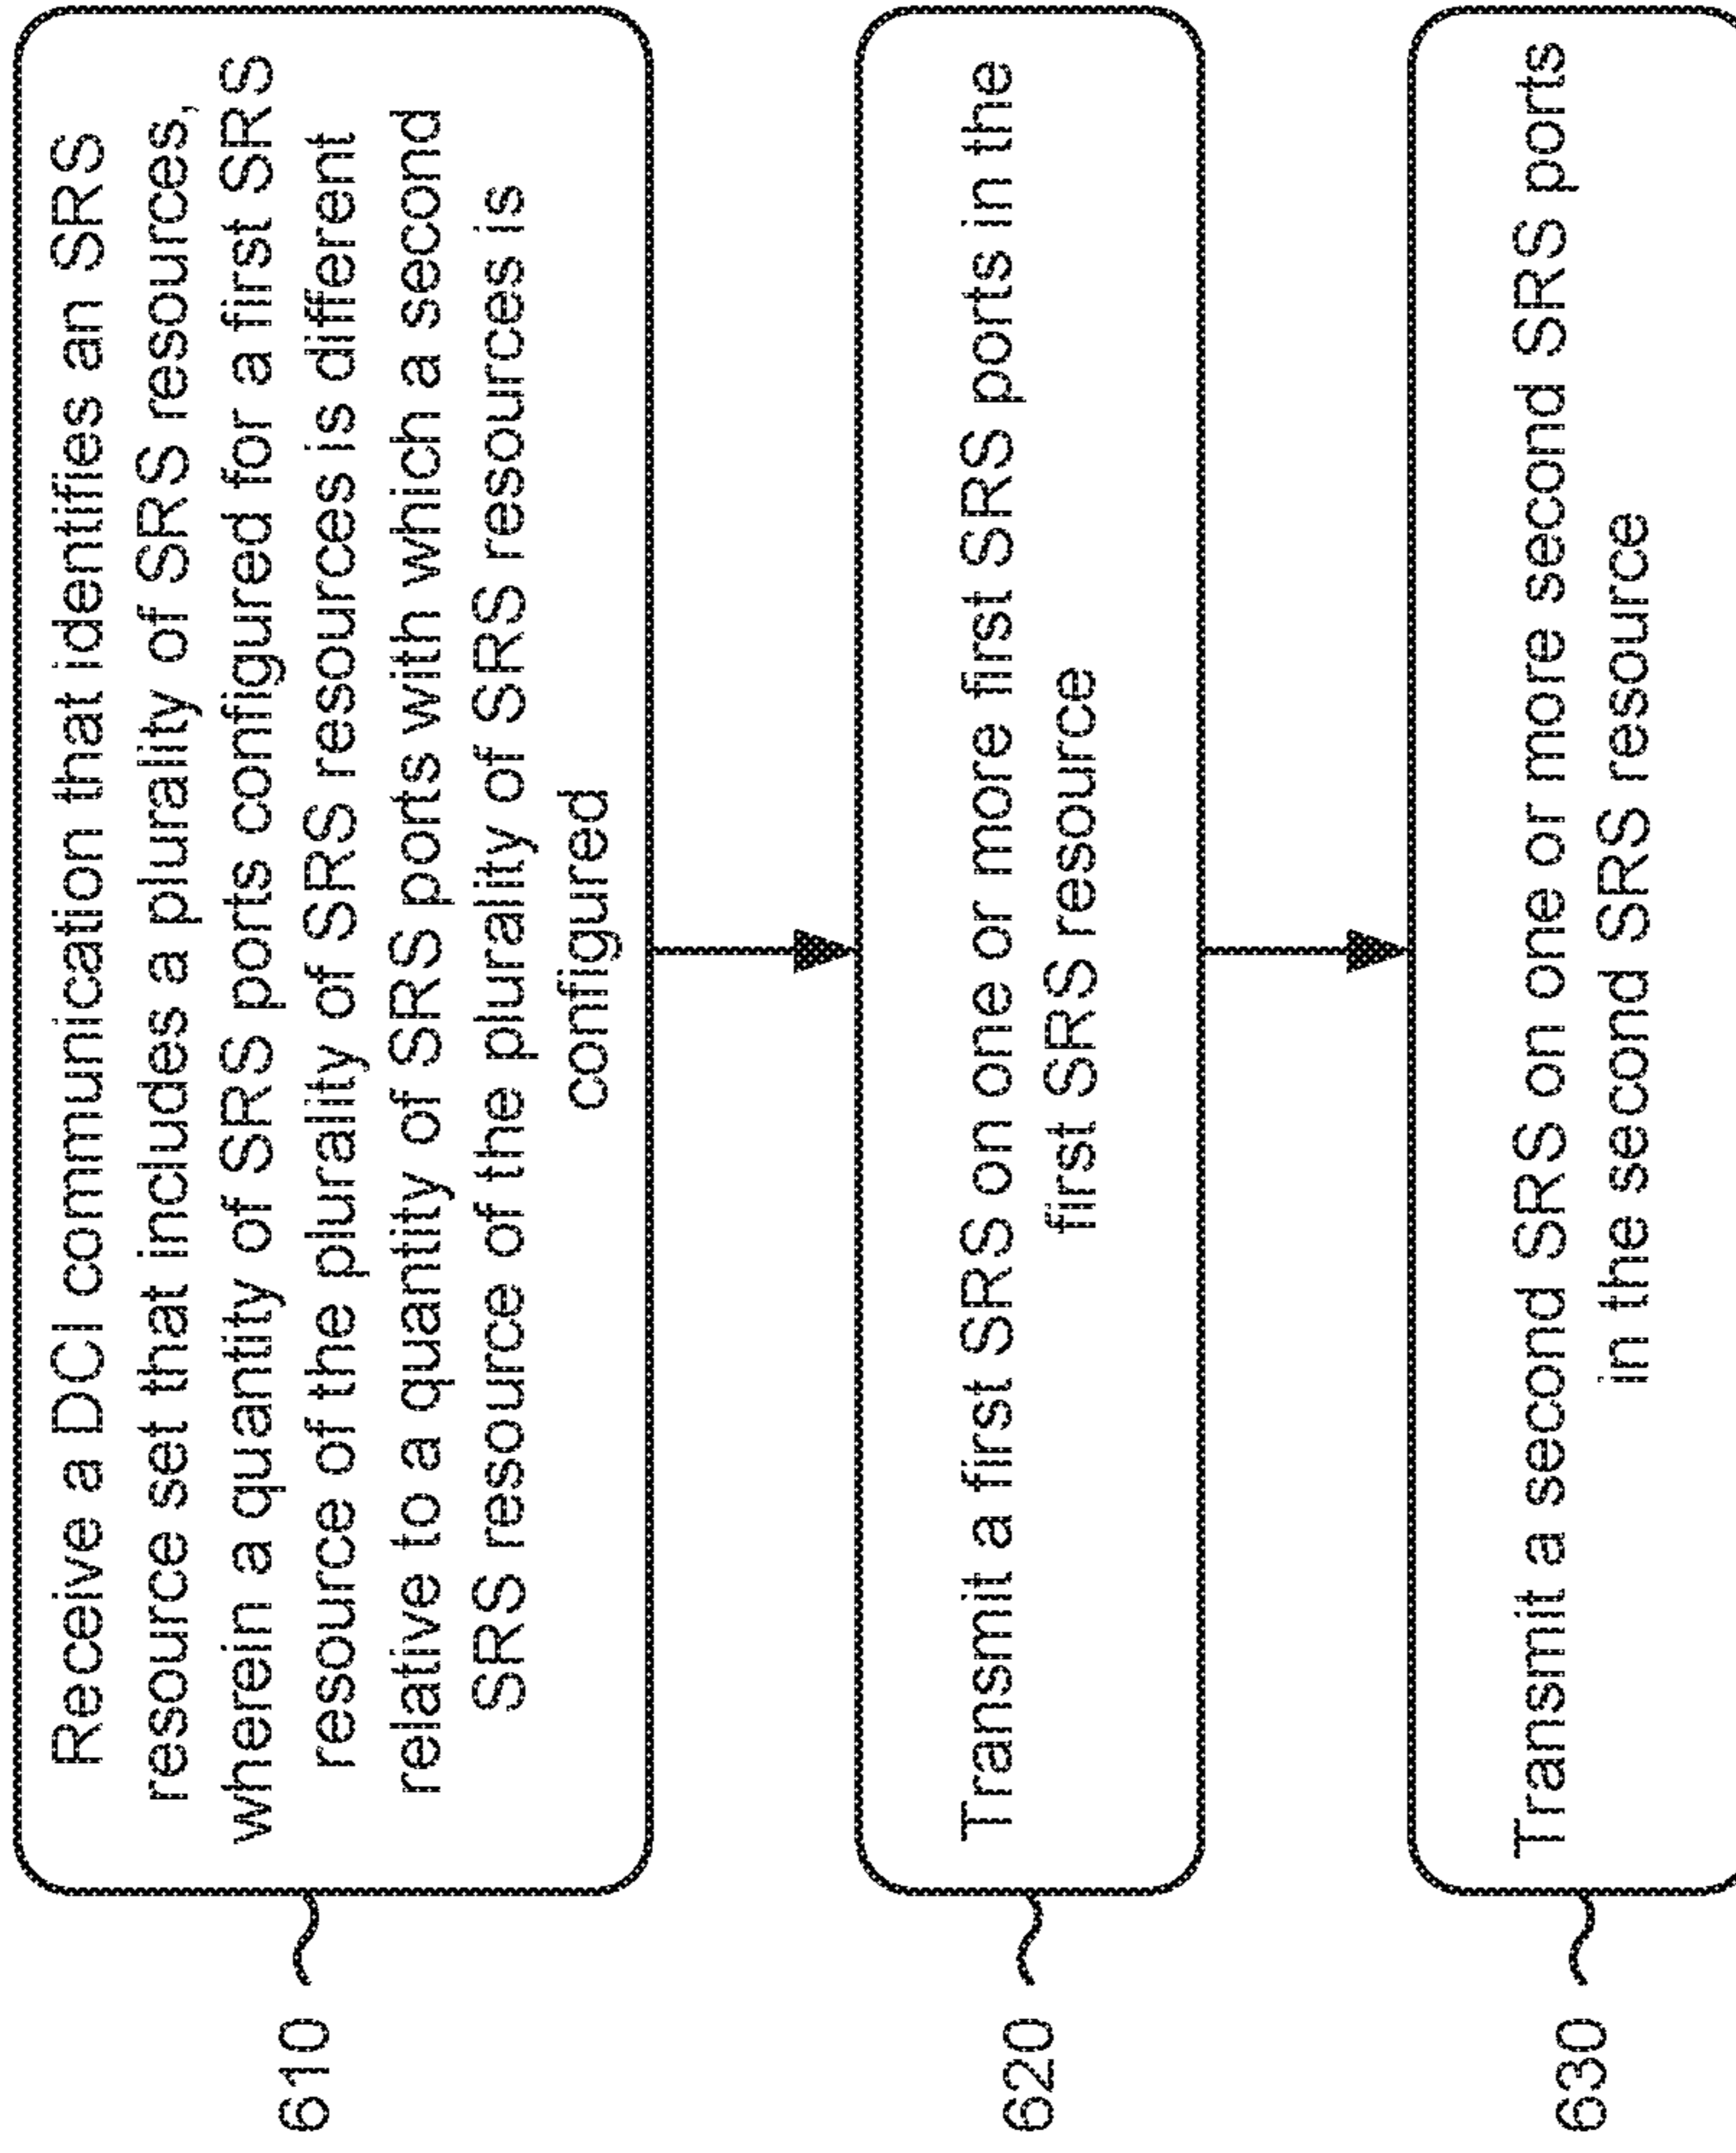 610
Receive a DCI communication that identifies an SRS
resource set that includes a plurality of SRS resources,
wherein a quantity of SRS ports configured for a first SRS
resource of the plurality of SRS resources is different
relative to a quantity of SRS ports with which a second
SRS resource of the plurality of SRS resources is
configured
620
Transmit a first SRS on one or more first SRS ports in the
first SRS resource
630
Transmit a second SRS on one or more second SRS ports
in the second SRS resource